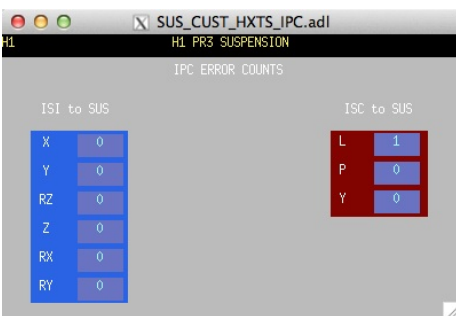 SUS_CUST_HXTS_IPC.adl
H1 H1 PR3 SUSPENSION
IPC ERROR COUNTS
ISI to SUS
X 0
Y 0
RZ 0
Z 0
RX 0
RY 0
ISC to SUS
L 1
P 0
Y 0